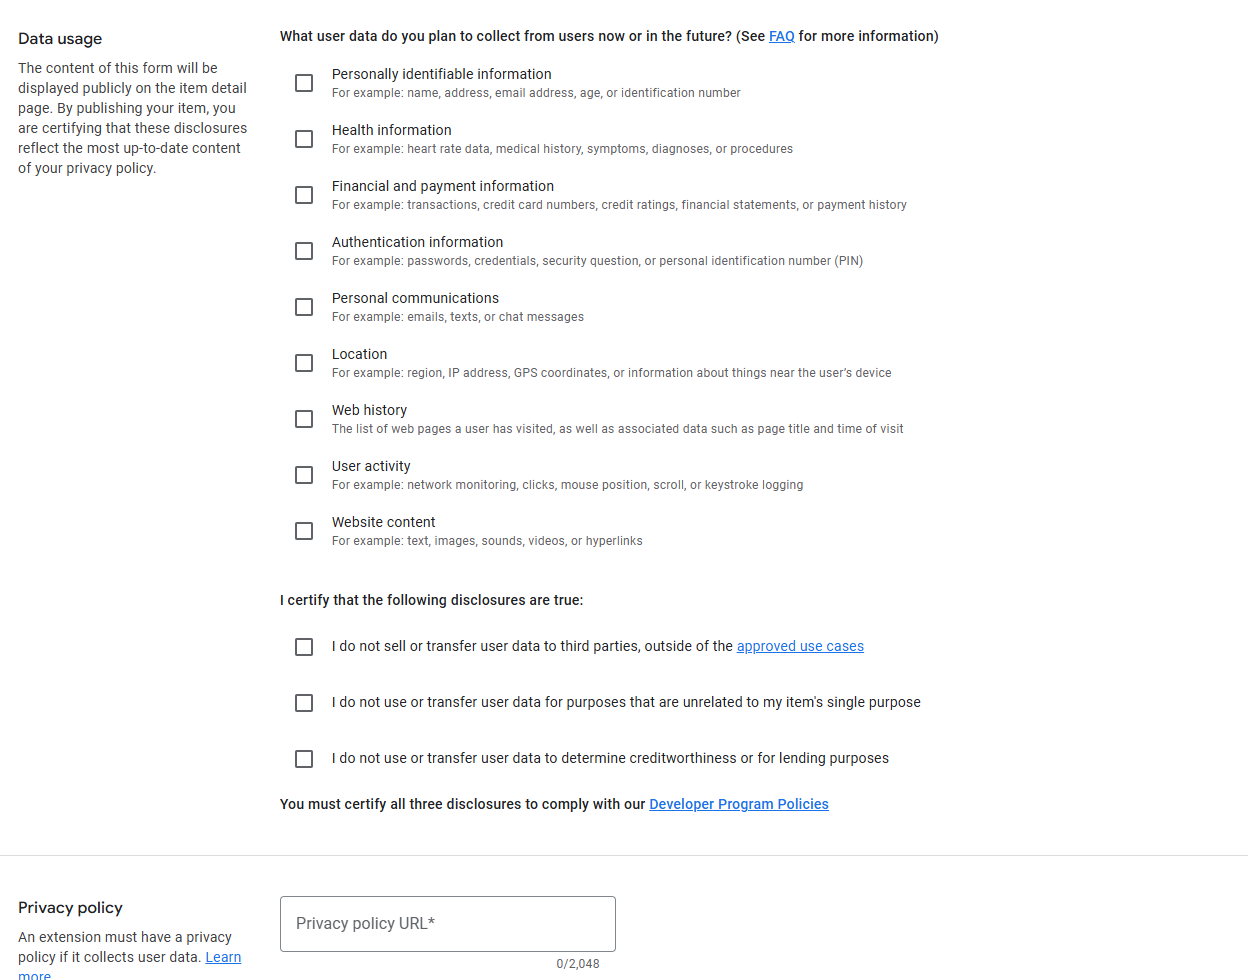 Data usage
The content of this form will be
displayed publicly on the item detail
page. By publishing your item, you
are certifying that these disclosures
reflect the most up-to-date content
of your privacy policy.
What user data do you plan to collect from users now or in the future? (See FAQ for more information)
Personally identifiable information
For example: name, address, email address, age, or identification number
Health information
For example: heart rate data, medical history, symptoms, diagnoses, or procedures
Financial and payment information
For example: transactions, credit card numbers, credit ratings, financial statements, or payment history
Authentication information
For example: passwords, credentials, security question, or personal identification number (PIN)
Personal communications
For example: emails, texts, or chat messages
Location
For example: region, IP address, GPS coordinates, or information about things near the user's device
Web history
The list of web pages a user has visited, as well as associated data such as page title and time of visit
User activity
For example: network monitoring, clicks, mouse position, scroll, or keystroke logging
Website content
For example: text, images, sounds, videos, or hyperlinks
I certify that the following disclosures are true:
I do not sell or transfer user data to third parties, outside of the approved use cases
I do not use or transfer user data for purposes that are unrelated to my item's single purpose
I do not use or transfer user data to determine creditworthiness or for lending purposes
You must certify all three disclosures to comply with our Developer Program Policies
Privacy policy
An extension must have a privacy
policy if it collects user data. Learn
more
Privacy policy URL*
0/2,048